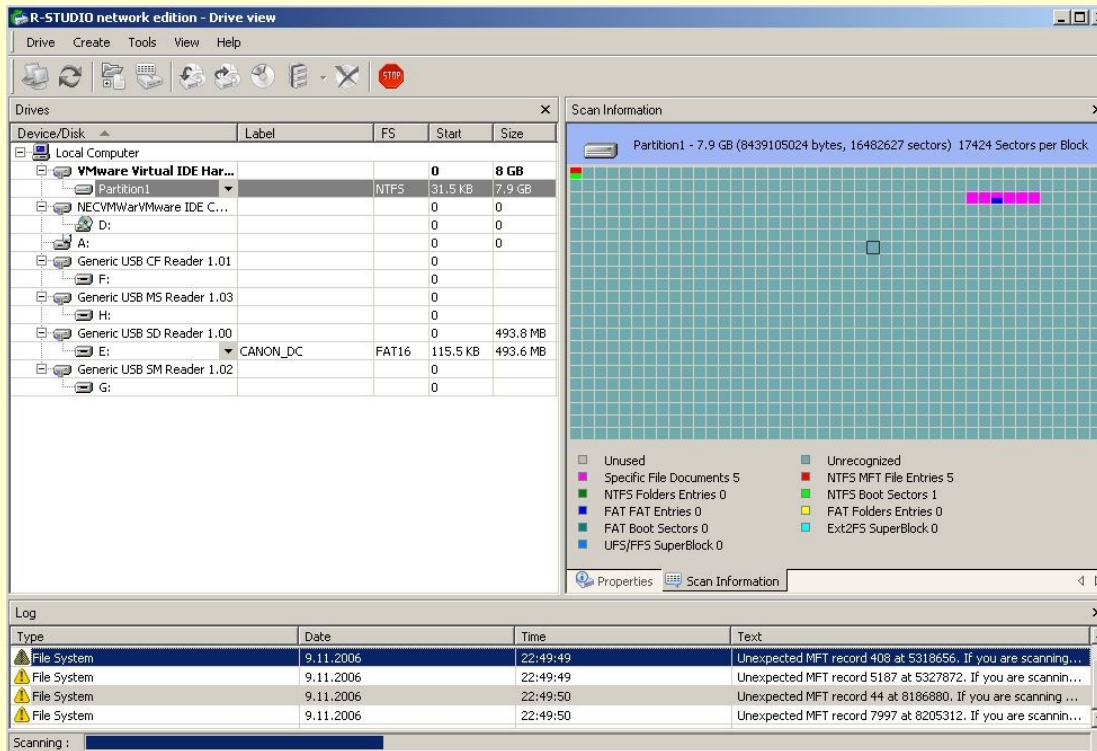 R-STUDIO network edition - Drive view
Drive Create Tools View Help
STOP
Drives
Device/Disk Label FS Start Size
Local Computer
VMware Virtual IDE Har... 0 8 GB
Partition1 NTFS 31.5 KB 7.9 GB
NECVMWarVMware IDE C... 0 0
D: 0 0
A: 0 0
Generic USB CF Reader 1.01 0
F: 0
Generic USB MS Reader 1.03 0
H: 0
Generic USB SD Reader 1.00 0 493.8 MB
E: CANON_DC FAT16 115.5 KB 493.6 MB
Generic USB SM Reader 1.02 0
G: 0
Scan Information
Partition1 - 7.9 GB (8439105024 bytes, 16482627 sectors) 17424 Sectors per Block
Unused Unrecognized
Specific File Documents 5 NTFS MFT File Entries 5
NTFS Folders Entries 0 NTFS Boot Sectors 1
FAT FAT Entries 0 FAT Folders Entries 0
FAT Boot Sectors 0 Ext2FS SuperBlock 0
UFS/FFS SuperBlock 0
Properties Scan Information
Log
Type Date Time Text
File System 9.11.2006 22:49:49 Unexpected MFT record 408 at 5318656. If you are scanning...
File System 9.11.2006 22:49:49 Unexpected MFT record 5187 at 5327872. If you are scannin...
File System 9.11.2006 22:49:50 Unexpected MFT record 44 at 8186880. If you are scanning ...
File System 9.11.2006 22:49:50 Unexpected MFT record 7997 at 8205312. If you are scannin...
Scanning :